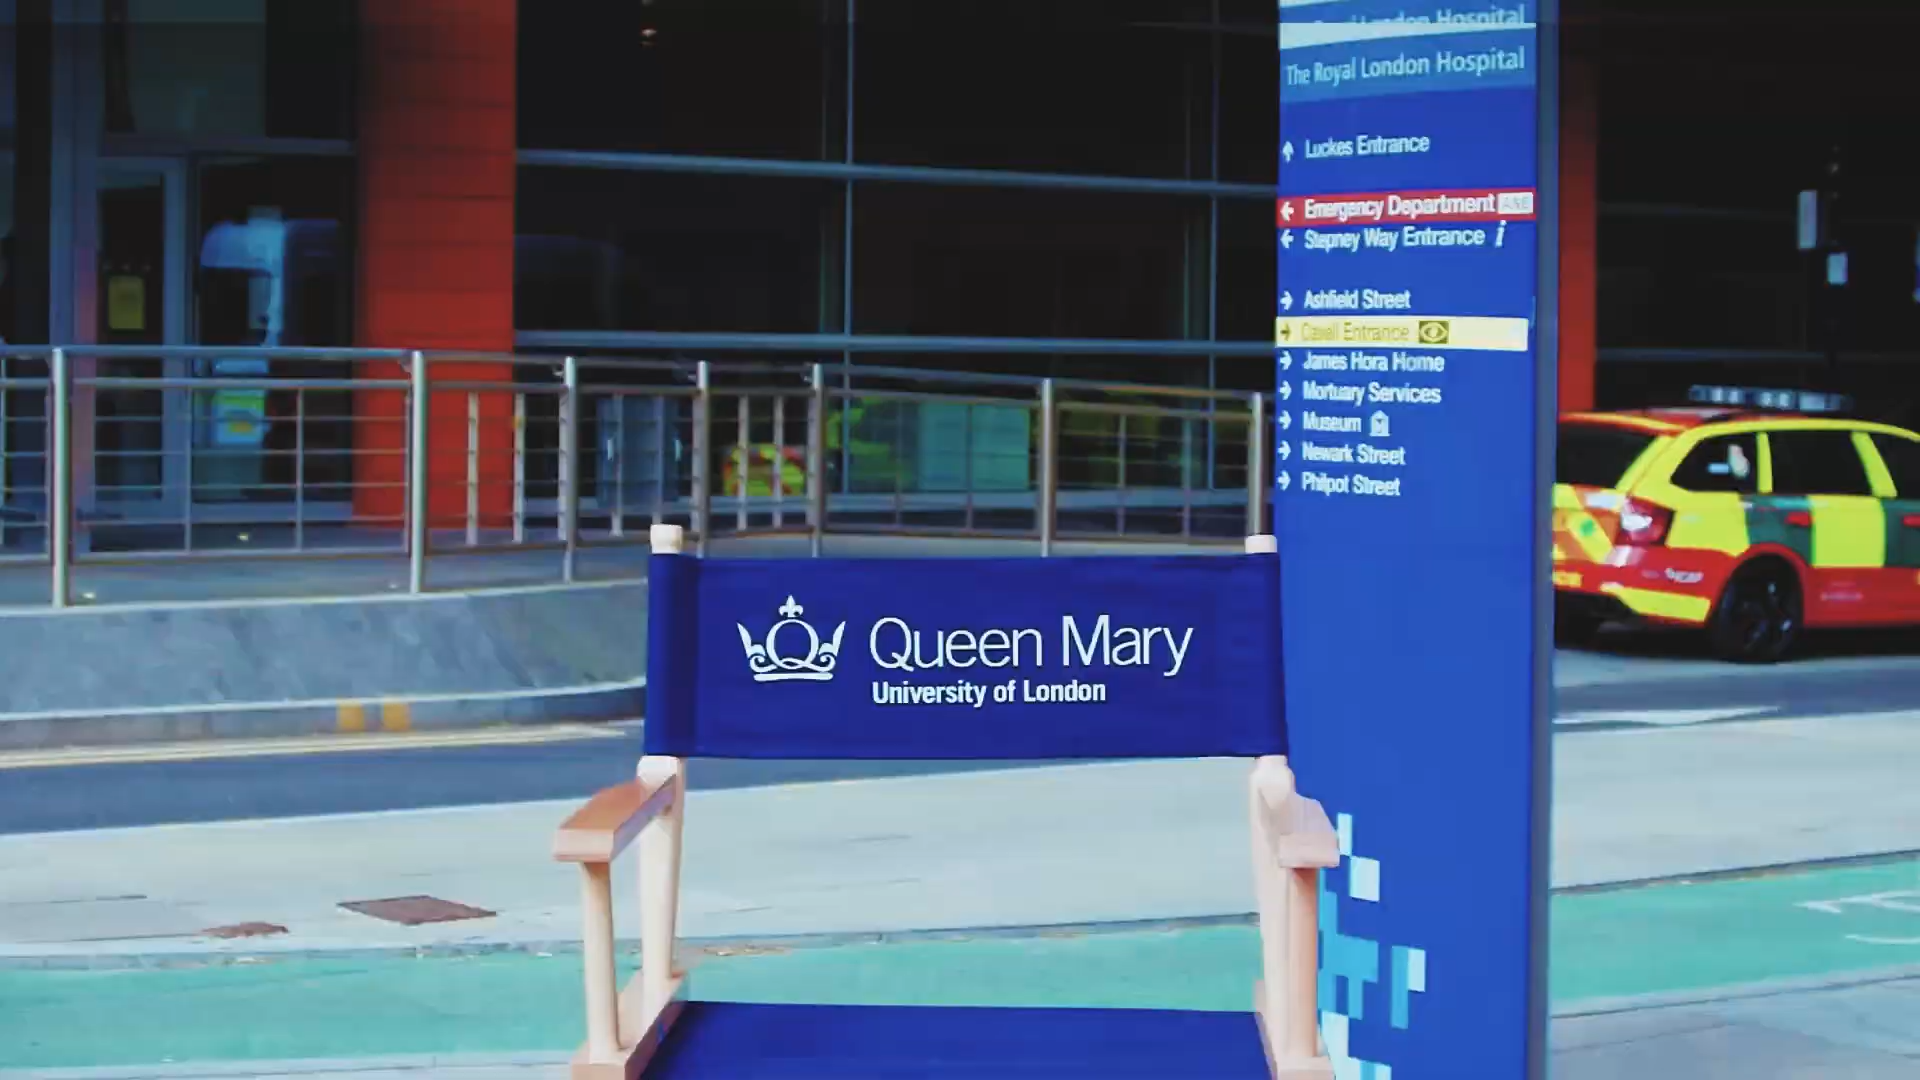 The Royal London Hospital
Luckes Entrance
Emergency Department A&E
Stepney Way Entrance i
Ashfield Street
Cavell Entrance
James Hora Home
Mortuary Services
Museum
Newark Street
Philpot Street
Queen Mary
University of London